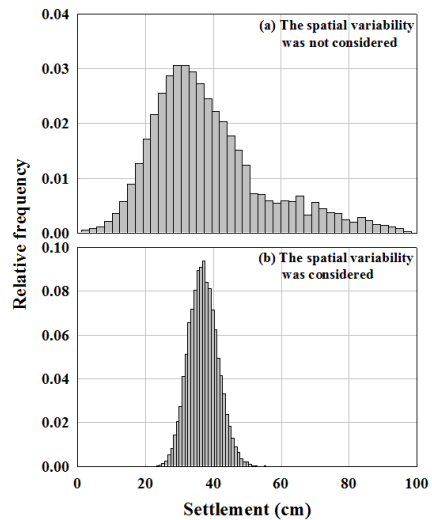 0.04
(a) The spatial variability
was not considered
0.03
0.02
0.01
0.00
Relative frequency
0.10
(b) The spatial variability
was considered
0.08
0.06
0.04
0.02
0.00
0 20 40 60 80 100
Settlement (cm)